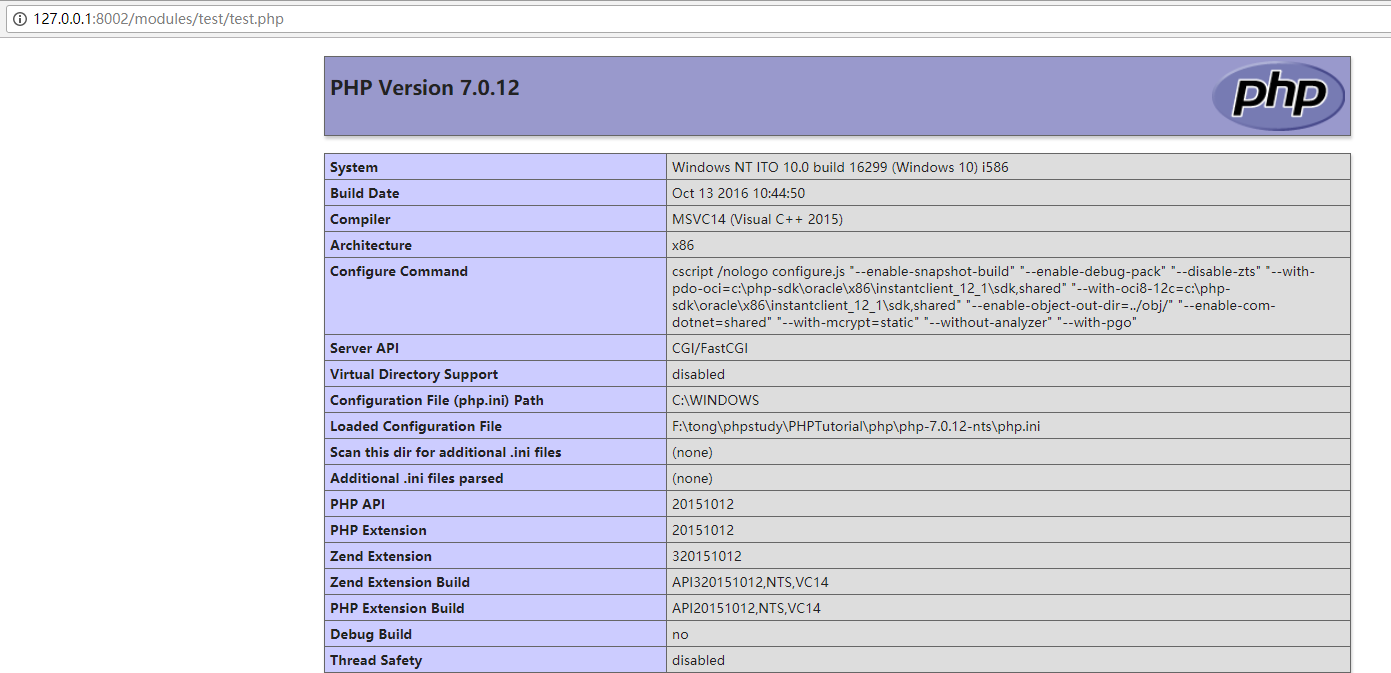 127.0.0.1:8002/modules/test/test.php
PHP Version 7.0.12
php
System Windows NT ITO 10.0 build 16299 (Windows 10) i586
Build Date Oct 13 2016 10:44:50
Compiler MSVC14 (Visual C++ 2015)
Architecture x86
Configure Command cscript /nologo configure.js "--enable-snapshot-build" "--enable-debug-pack" "--disable-zts" "--with-
pdo-oci=c:\php-sdk\oracle\x86\instantclient_12_1\sdk,shared" "--with-oci8-12c=c:\php-
sdk\oracle\x86\instantclient_12_1\sdk,shared" "--enable-object-out-dir=../obj/" "--enable-com-
dotnet=shared" "--with-mcrypt=static" "--without-analyzer" "--with-pgo"
Server API CGI/FastCGI
Virtual Directory Support disabled
Configuration File (php.ini) Path C:\WINDOWS
Loaded Configuration File F:\tong\phpstudy\PHPTutorial\php\php-7.0.12-nts\php.ini
Scan this dir for additional .ini files (none)
Additional .ini files parsed (none)
PHP API 20151012
PHP Extension 20151012
Zend Extension 320151012
Zend Extension Build API320151012,NTS,VC14
PHP Extension Build API20151012,NTS,VC14
Debug Build no
Thread Safety disabled